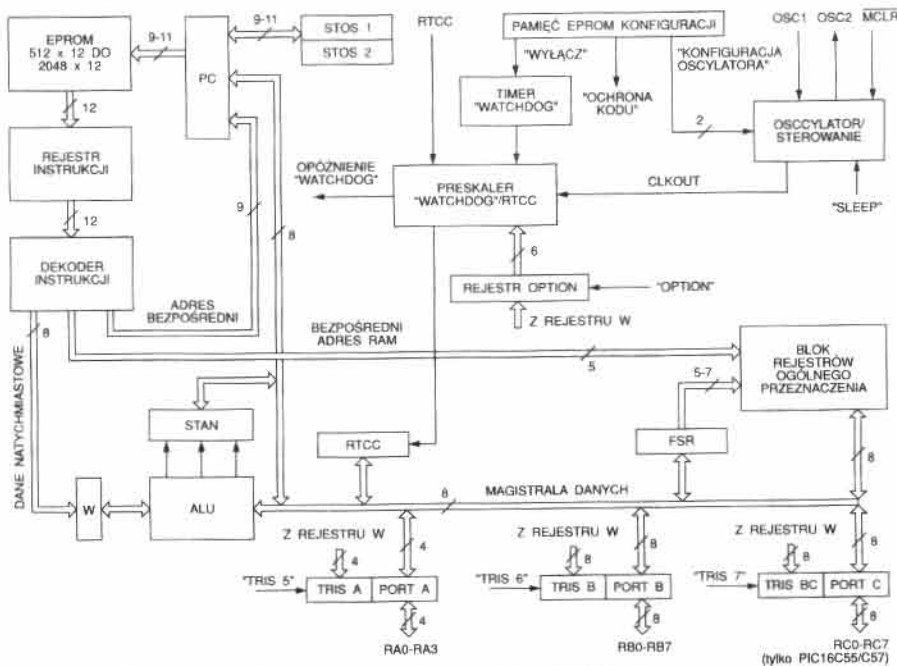 EPROM
512 x 12 DO
2048 x 12
9-11
PC
9-11
STOS 1
STOS 2
RTCC
PAMIĘĆ EPROM KONFIGURACJI
OSC1
OSC2
MCLR
"WYŁĄCZ"
"KONFIGURACJA
OSCYLATORA"
TIMER
"WATCHDOG"
"OCHRONA
KODU"
2
OSCCYLATOR/
STEROWANIE
12
REJESTR
INSTRUKCJI
OPÓŹNIENIE
"WATCHDOG"
PRESKALER
"WATCHDOG"/RTCC
CLKOUT
"SLEEP"
9
8
12
DEKODER
INSTRUKCJI
6
REJESTR OPTION
"OPTION"
Z REJESTRU W
8
ADRES
BEZPOŚREDNI
BEZPOŚREDNI
ADRES RAM
5
BLOK
REJESTRÓW
OGÓLNEGO
PRZEZNACZENIA
5-7
DANE NATYCHMIASTOWE
STAN
RTCC
FSR
8
W
ALU
8
MAGISTRALA DANYCH
Z REJESTRU W
4
4
Z REJESTRU W
8
8
Z REJESTRU W
8
8
"TRIS 5"
TRIS A
PORT A
"TRIS 6"
TRIS B
PORT B
"TRIS 7"
TRIS BC
PORT C
4
8
8
RA0-RA3
RB0-RB7
RC0-RC7
(tylko PIC16C55/C57)